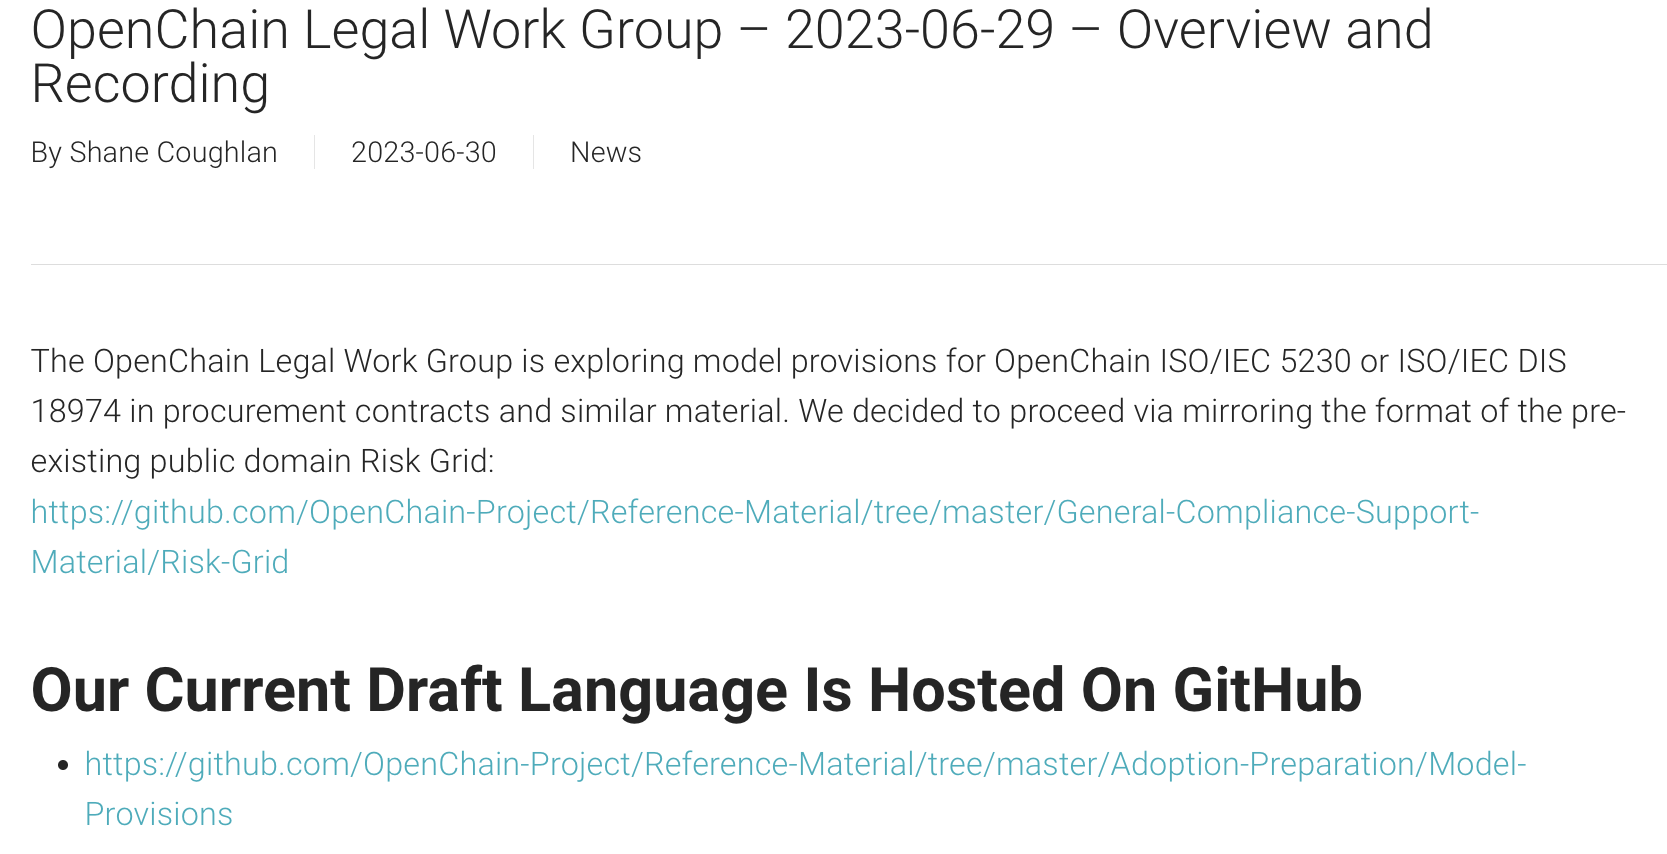 OpenChain Legal Work Group – 2023-06-29 – Overview and
Recording
By Shane Coughlan 2023-06-30 News
The OpenChain Legal Work Group is exploring model provisions for OpenChain ISO/IEC 5230 or ISO/IEC DIS
18974 in procurement contracts and similar material. We decided to proceed via mirroring the format of the pre-
existing public domain Risk Grid:
https://github.com/OpenChain-Project/Reference-Material/tree/master/General-Compliance-Support-
Material/Risk-Grid
Our Current Draft Language Is Hosted On GitHub
• https://github.com/OpenChain-Project/Reference-Material/tree/master/Adoption-Preparation/Model-
Provisions